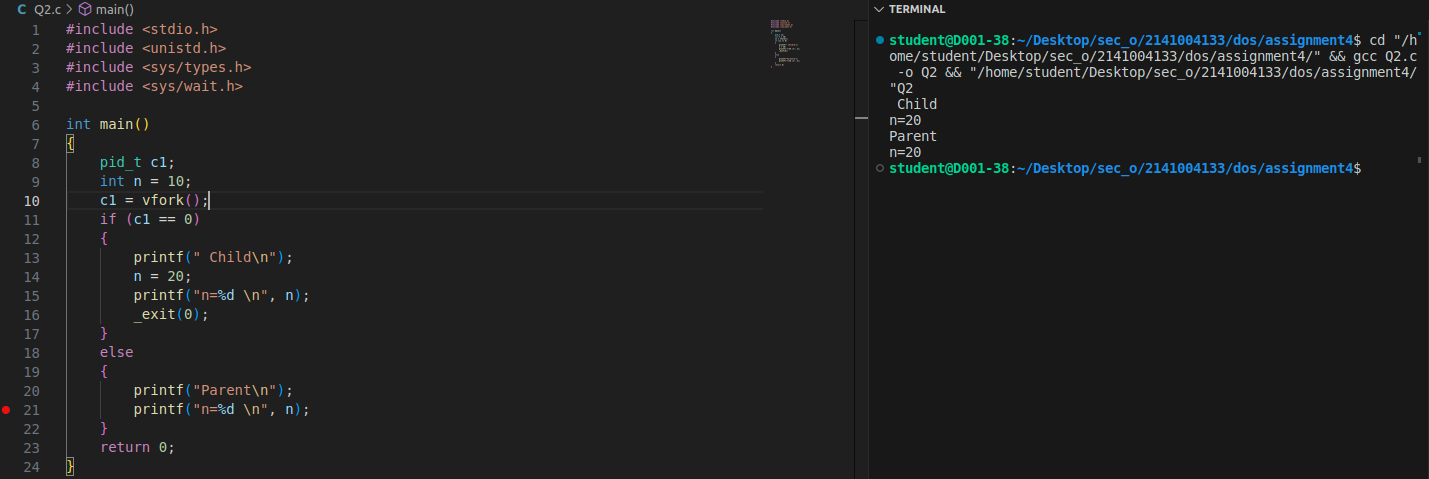 C Q2.c > main()
1 #include <stdio.h>
2 #include <unistd.h>
3 #include <sys/types.h>
4 #include <sys/wait.h>
5
6 int main()
7 {
8 pid_t c1;
9 int n = 10;
10 c1 = vfork();
11 if (c1 == 0)
12 {
13 printf(" Child\n");
14 n = 20;
15 printf("n=%d \n", n);
16 _exit(0);
17 }
18 else
19 {
20 printf("Parent\n");
21 printf("n=%d \n", n);
22 }
23 return 0;
24 }
TERMINAL
student@D001-38:~/Desktop/sec_o/2141004133/dos/assignment4$ cd "/h
ome/student/Desktop/sec_o/2141004133/dos/assignment4/" && gcc Q2.c
 -o Q2 && "/home/student/Desktop/sec_o/2141004133/dos/assignment4/
"Q2
 Child
n=20
Parent
n=20
student@D001-38:~/Desktop/sec_o/2141004133/dos/assignment4$